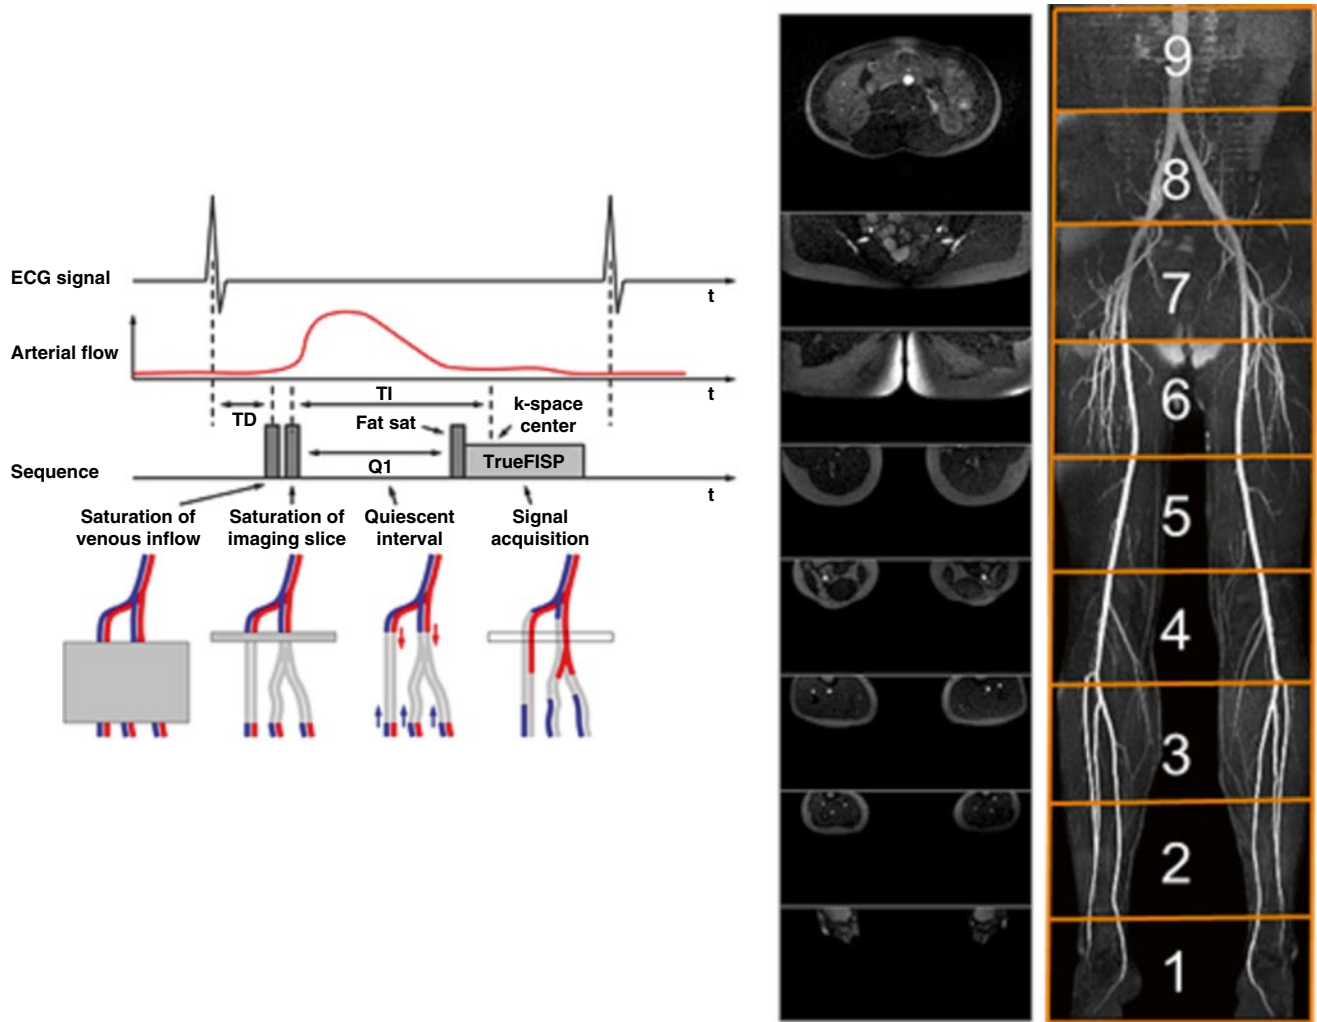 ECG signal
t
Arterial flow
t
TD
TI
Fat sat
k-space
center
Q1
TrueFISP
Sequence
t
Saturation of
venous inflow
Saturation of
imaging slice
Quiescent
interval
Signal
acquisition
9
8
7
6
5
4
3
2
1